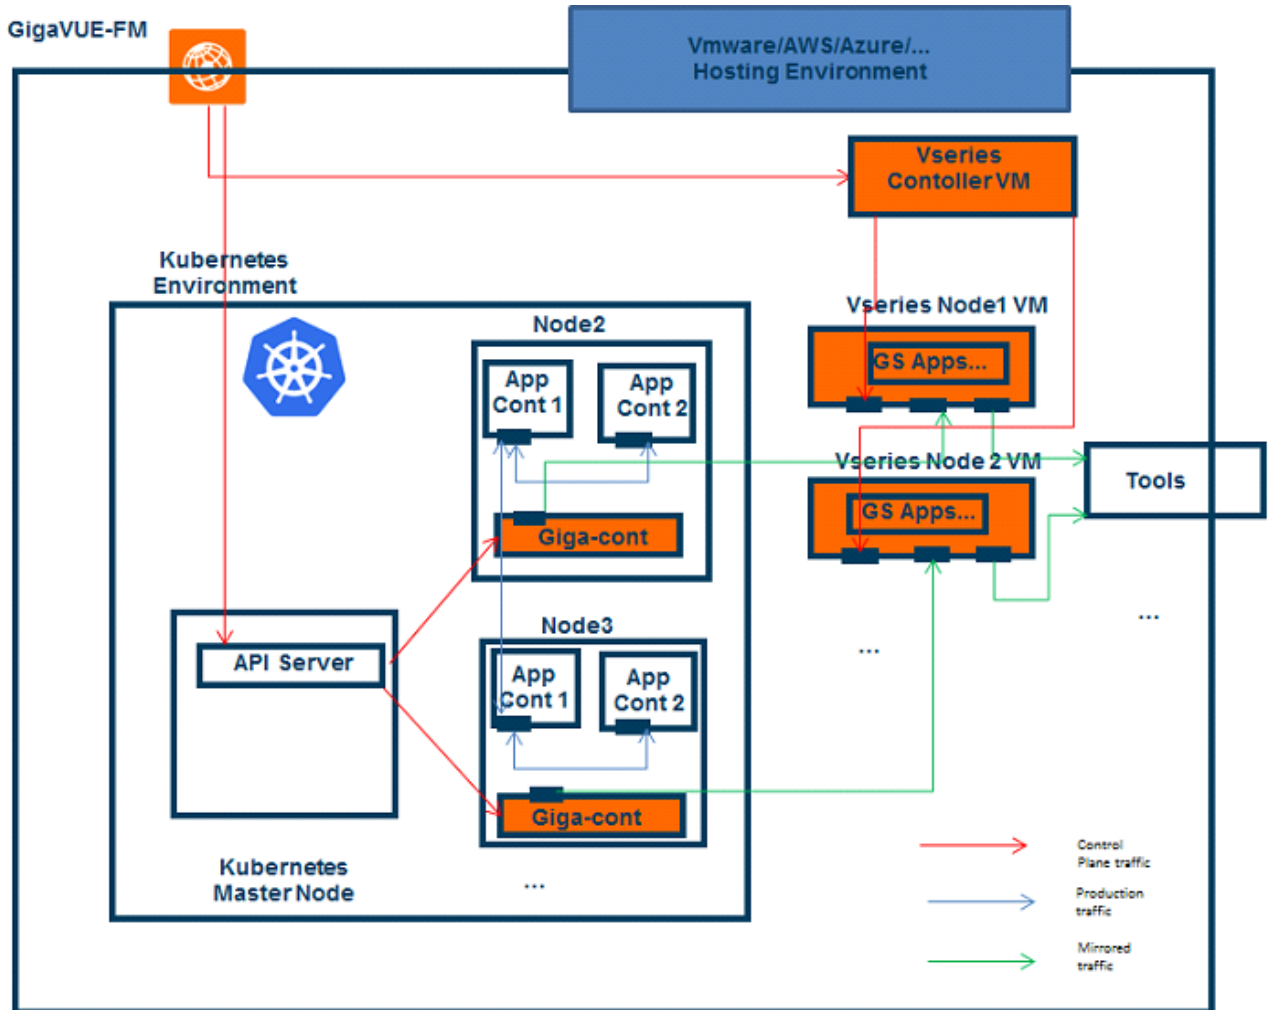 GigaVUE-FM
Vmware/AWS/Azure/...
Hosting Environment
Vseries
Contoller VM
Kubernetes
Environment
Vseries Node1 VM
GS Apps...
Node2
App
Cont 1
App
Cont 2
Giga-cont
Vseries Node 2 VM
GS Apps...
Tools
...
...
API Server
Node3
App
Cont 1
App
Cont 2
Giga-cont
Kubernetes
Master Node
...
Control
Plane traffic
Production
traffic
Mirrored
traffic